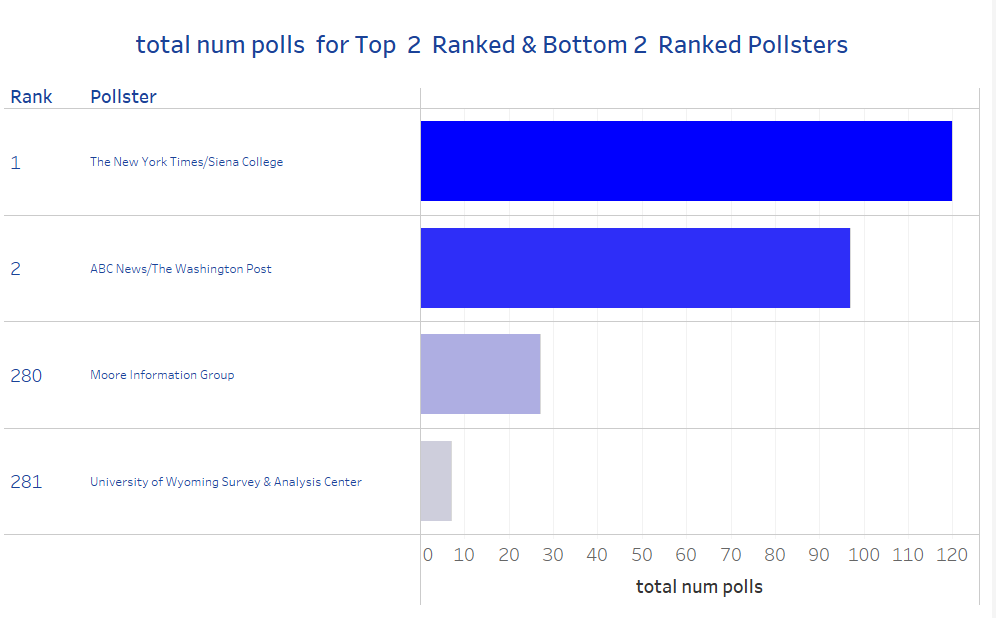 total num polls for Top 2 Ranked & Bottom 2 Ranked Pollsters
Rank Pollster
1 The New York Times/Siena College
2 ABC News/The Washington Post
280 Moore Information Group
281 University of Wyoming Survey & Analysis Center
0 10 20 30 40 50 60 70 80 90 100 110 120
total num polls